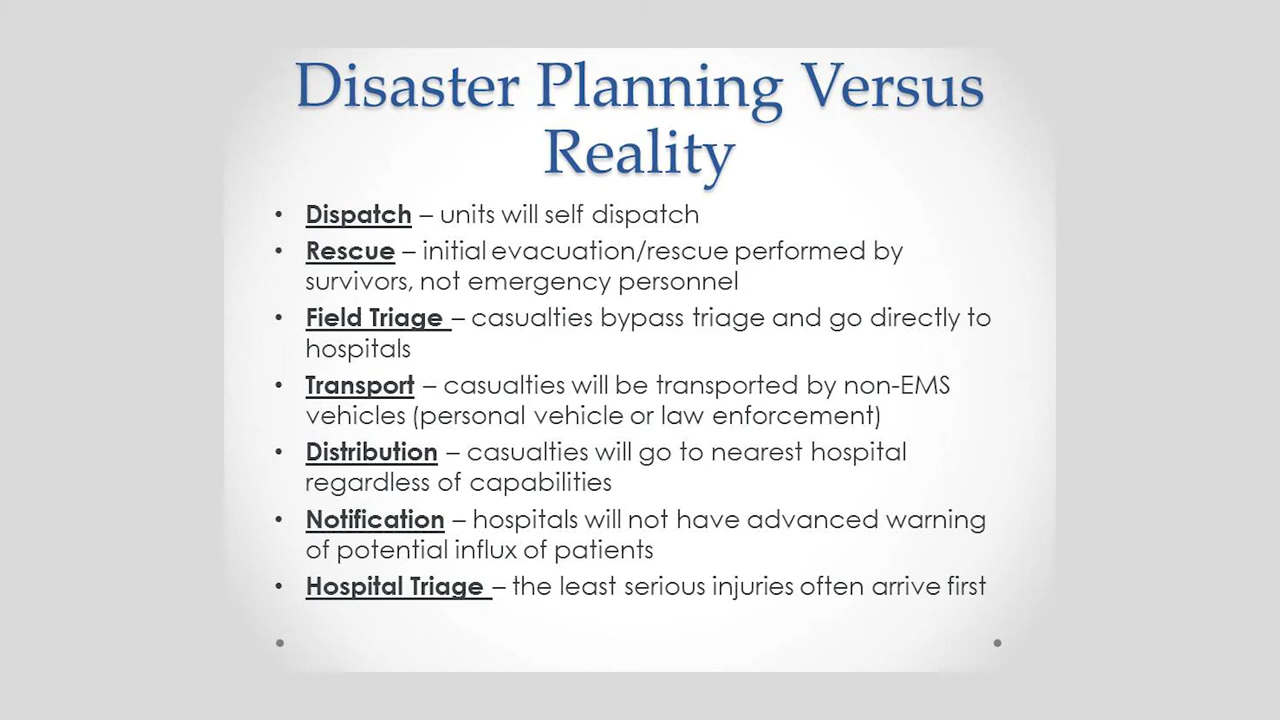 Disaster Planning Versus
Reality
• Dispatch – units will self dispatch
• Rescue – initial evacuation/rescue performed by
survivors, not emergency personnel
• Field Triage – casualties bypass triage and go directly to
hospitals
• Transport – casualties will be transported by non-EMS
vehicles (personal vehicle or law enforcement)
• Distribution – casualties will go to nearest hospital
regardless of capabilities
• Notification – hospitals will not have advanced warning
of potential influx of patients
• Hospital Triage – the least serious injuries often arrive first